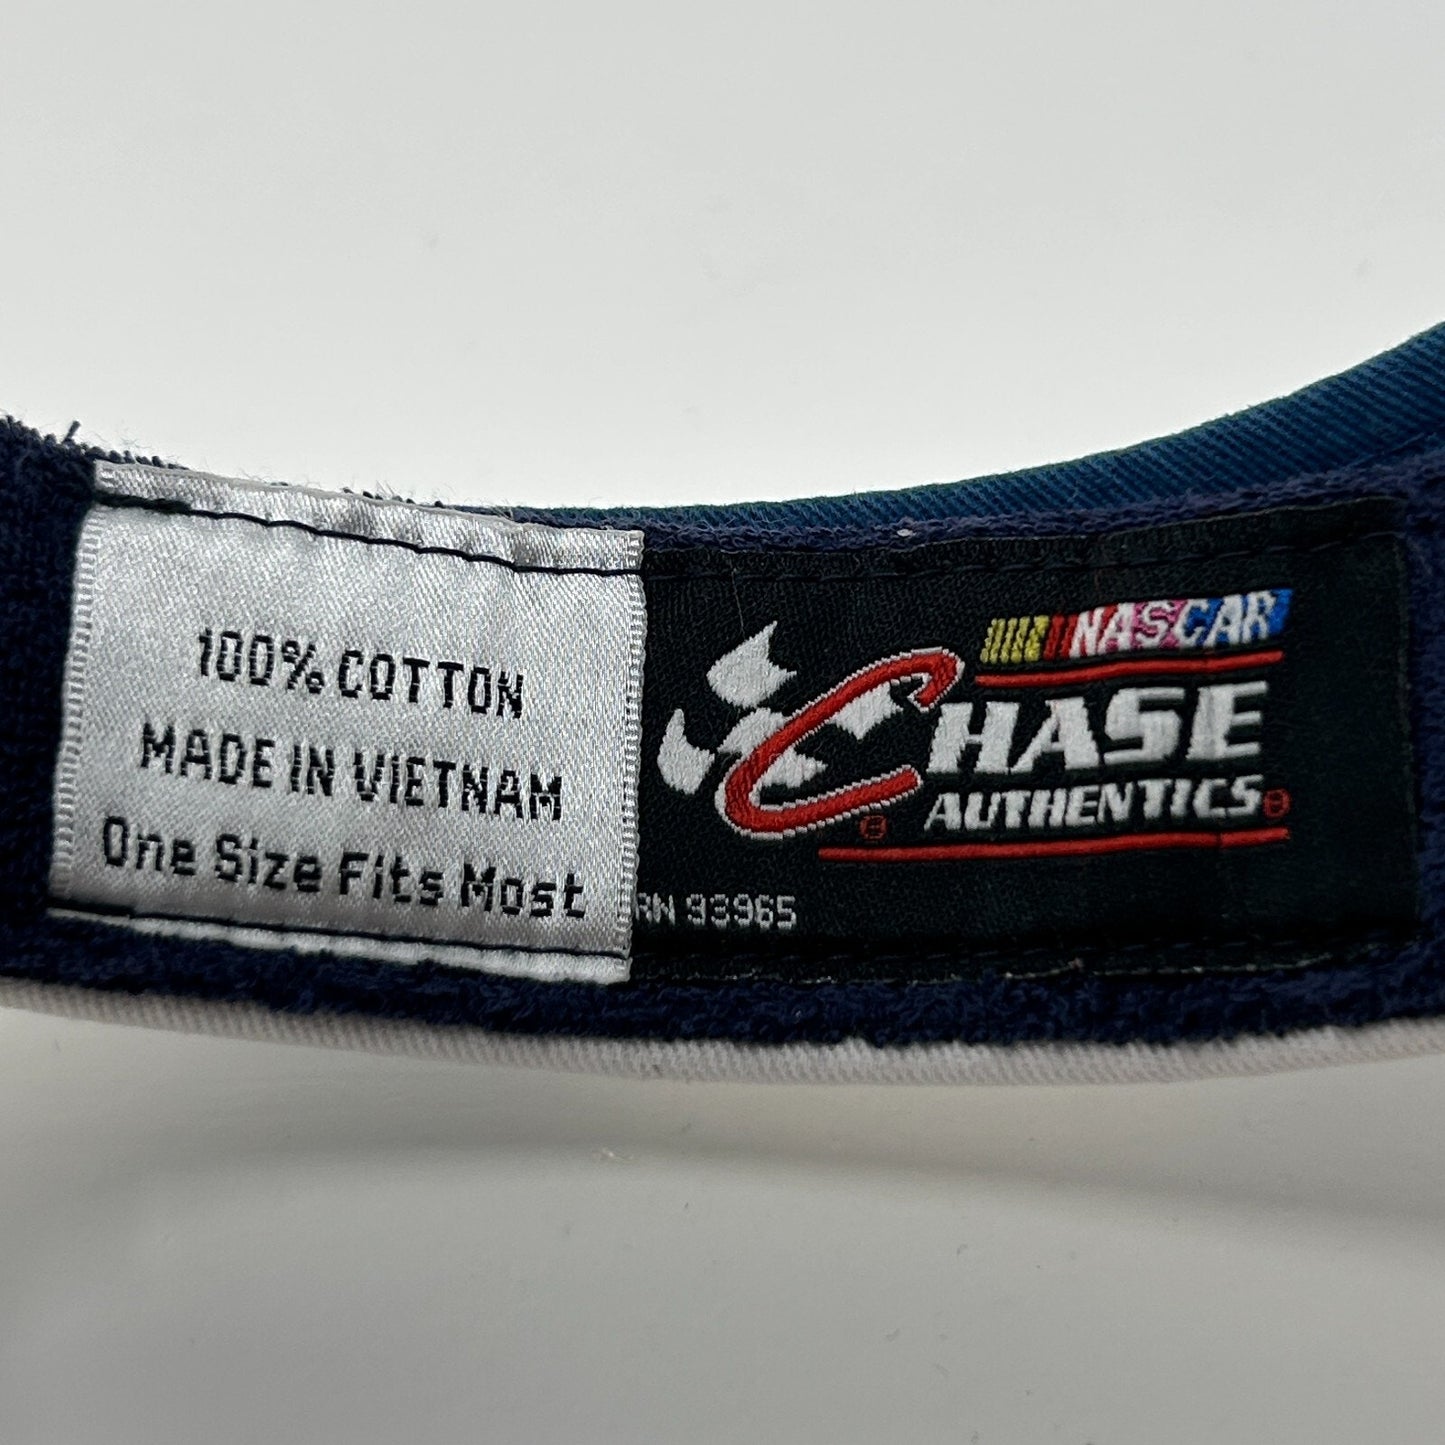 100% COTTON
MADE IN VIETNAM
One Size Fits Most
NASCAR
CHASE
AUTHENTICS®
®
RN 93965